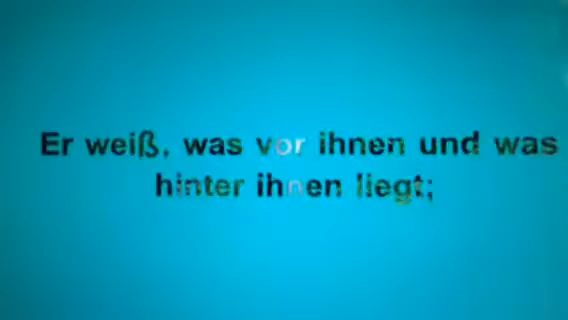 Er weiß, was vor ihnen und was
hinter ihnen liegt;